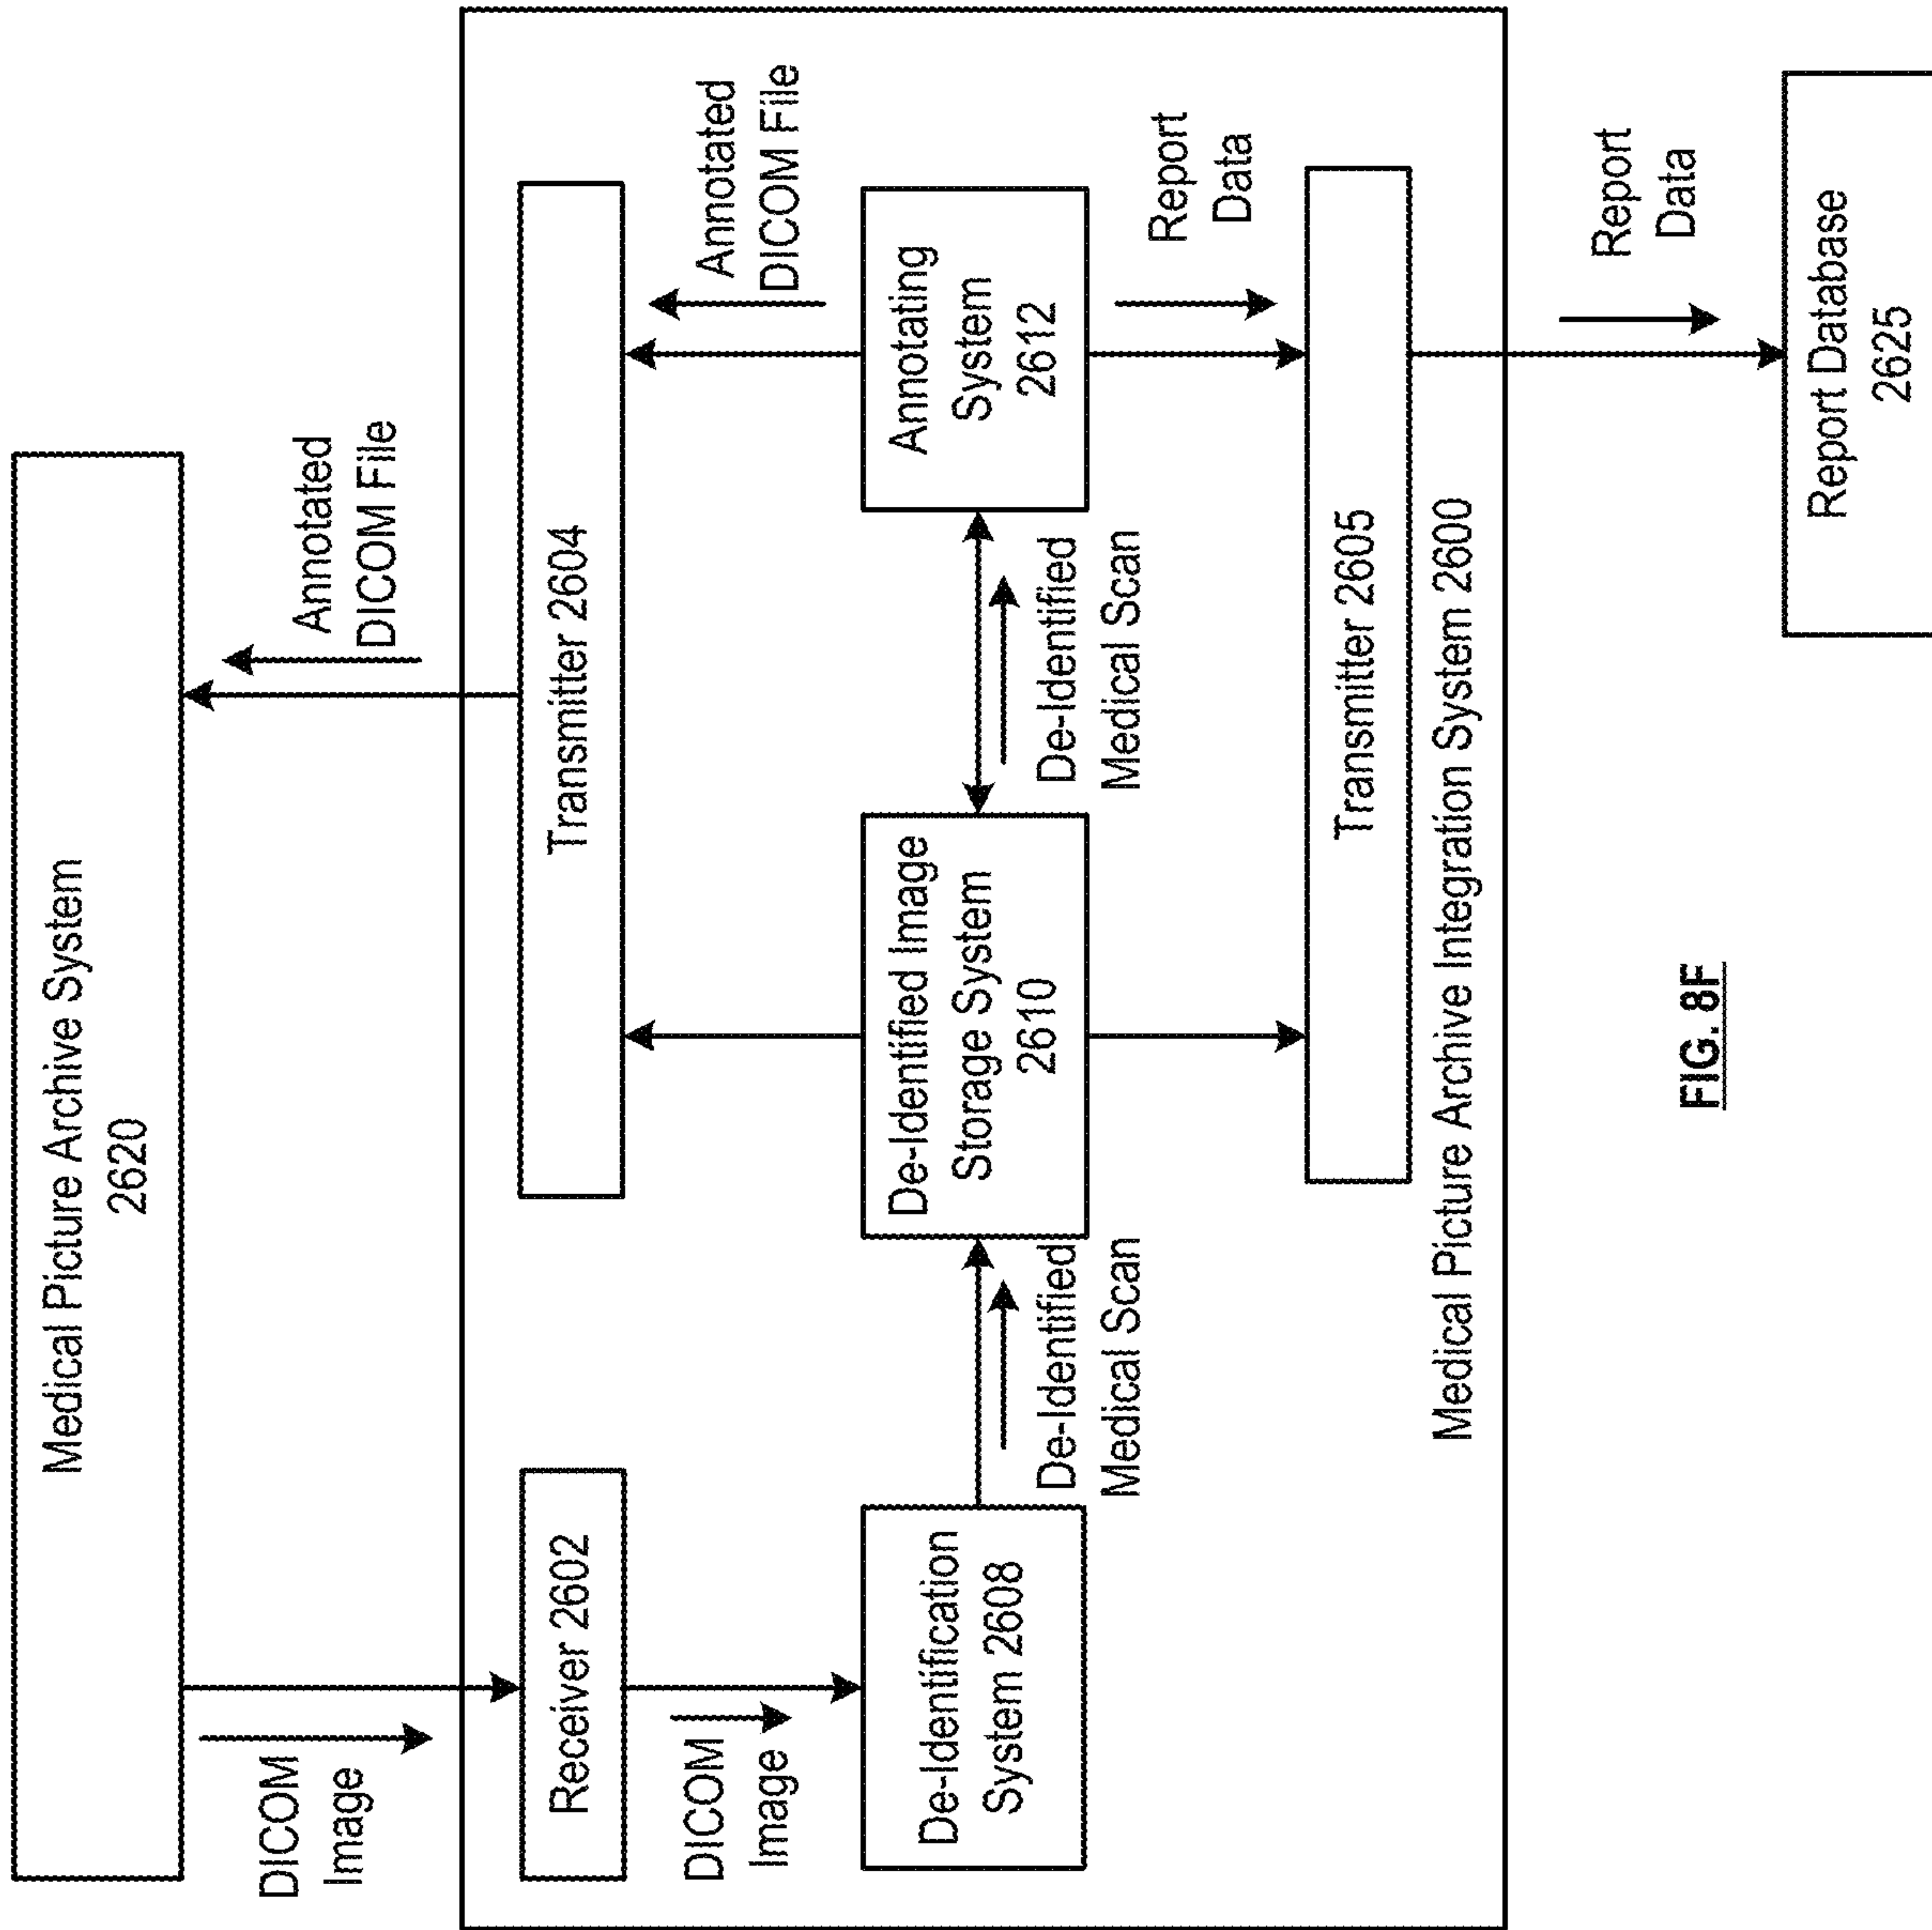 Medical Picture Archive System
2620
DICOM
Image
Annotated
DICOM File
Receiver 2602
Transmitter 2604
DICOM
Image
Annotated
DICOM File
De-Identification
System 2608
De-Identified Image
Storage System
2610
Annotating
System
2612
De-Identified
Medical Scan
De-Identified
Medical Scan
Report
Data
Transmitter 2605
Medical Picture Archive Integration System 2600
Report
Data
Report Database
2625
FIG. 8F